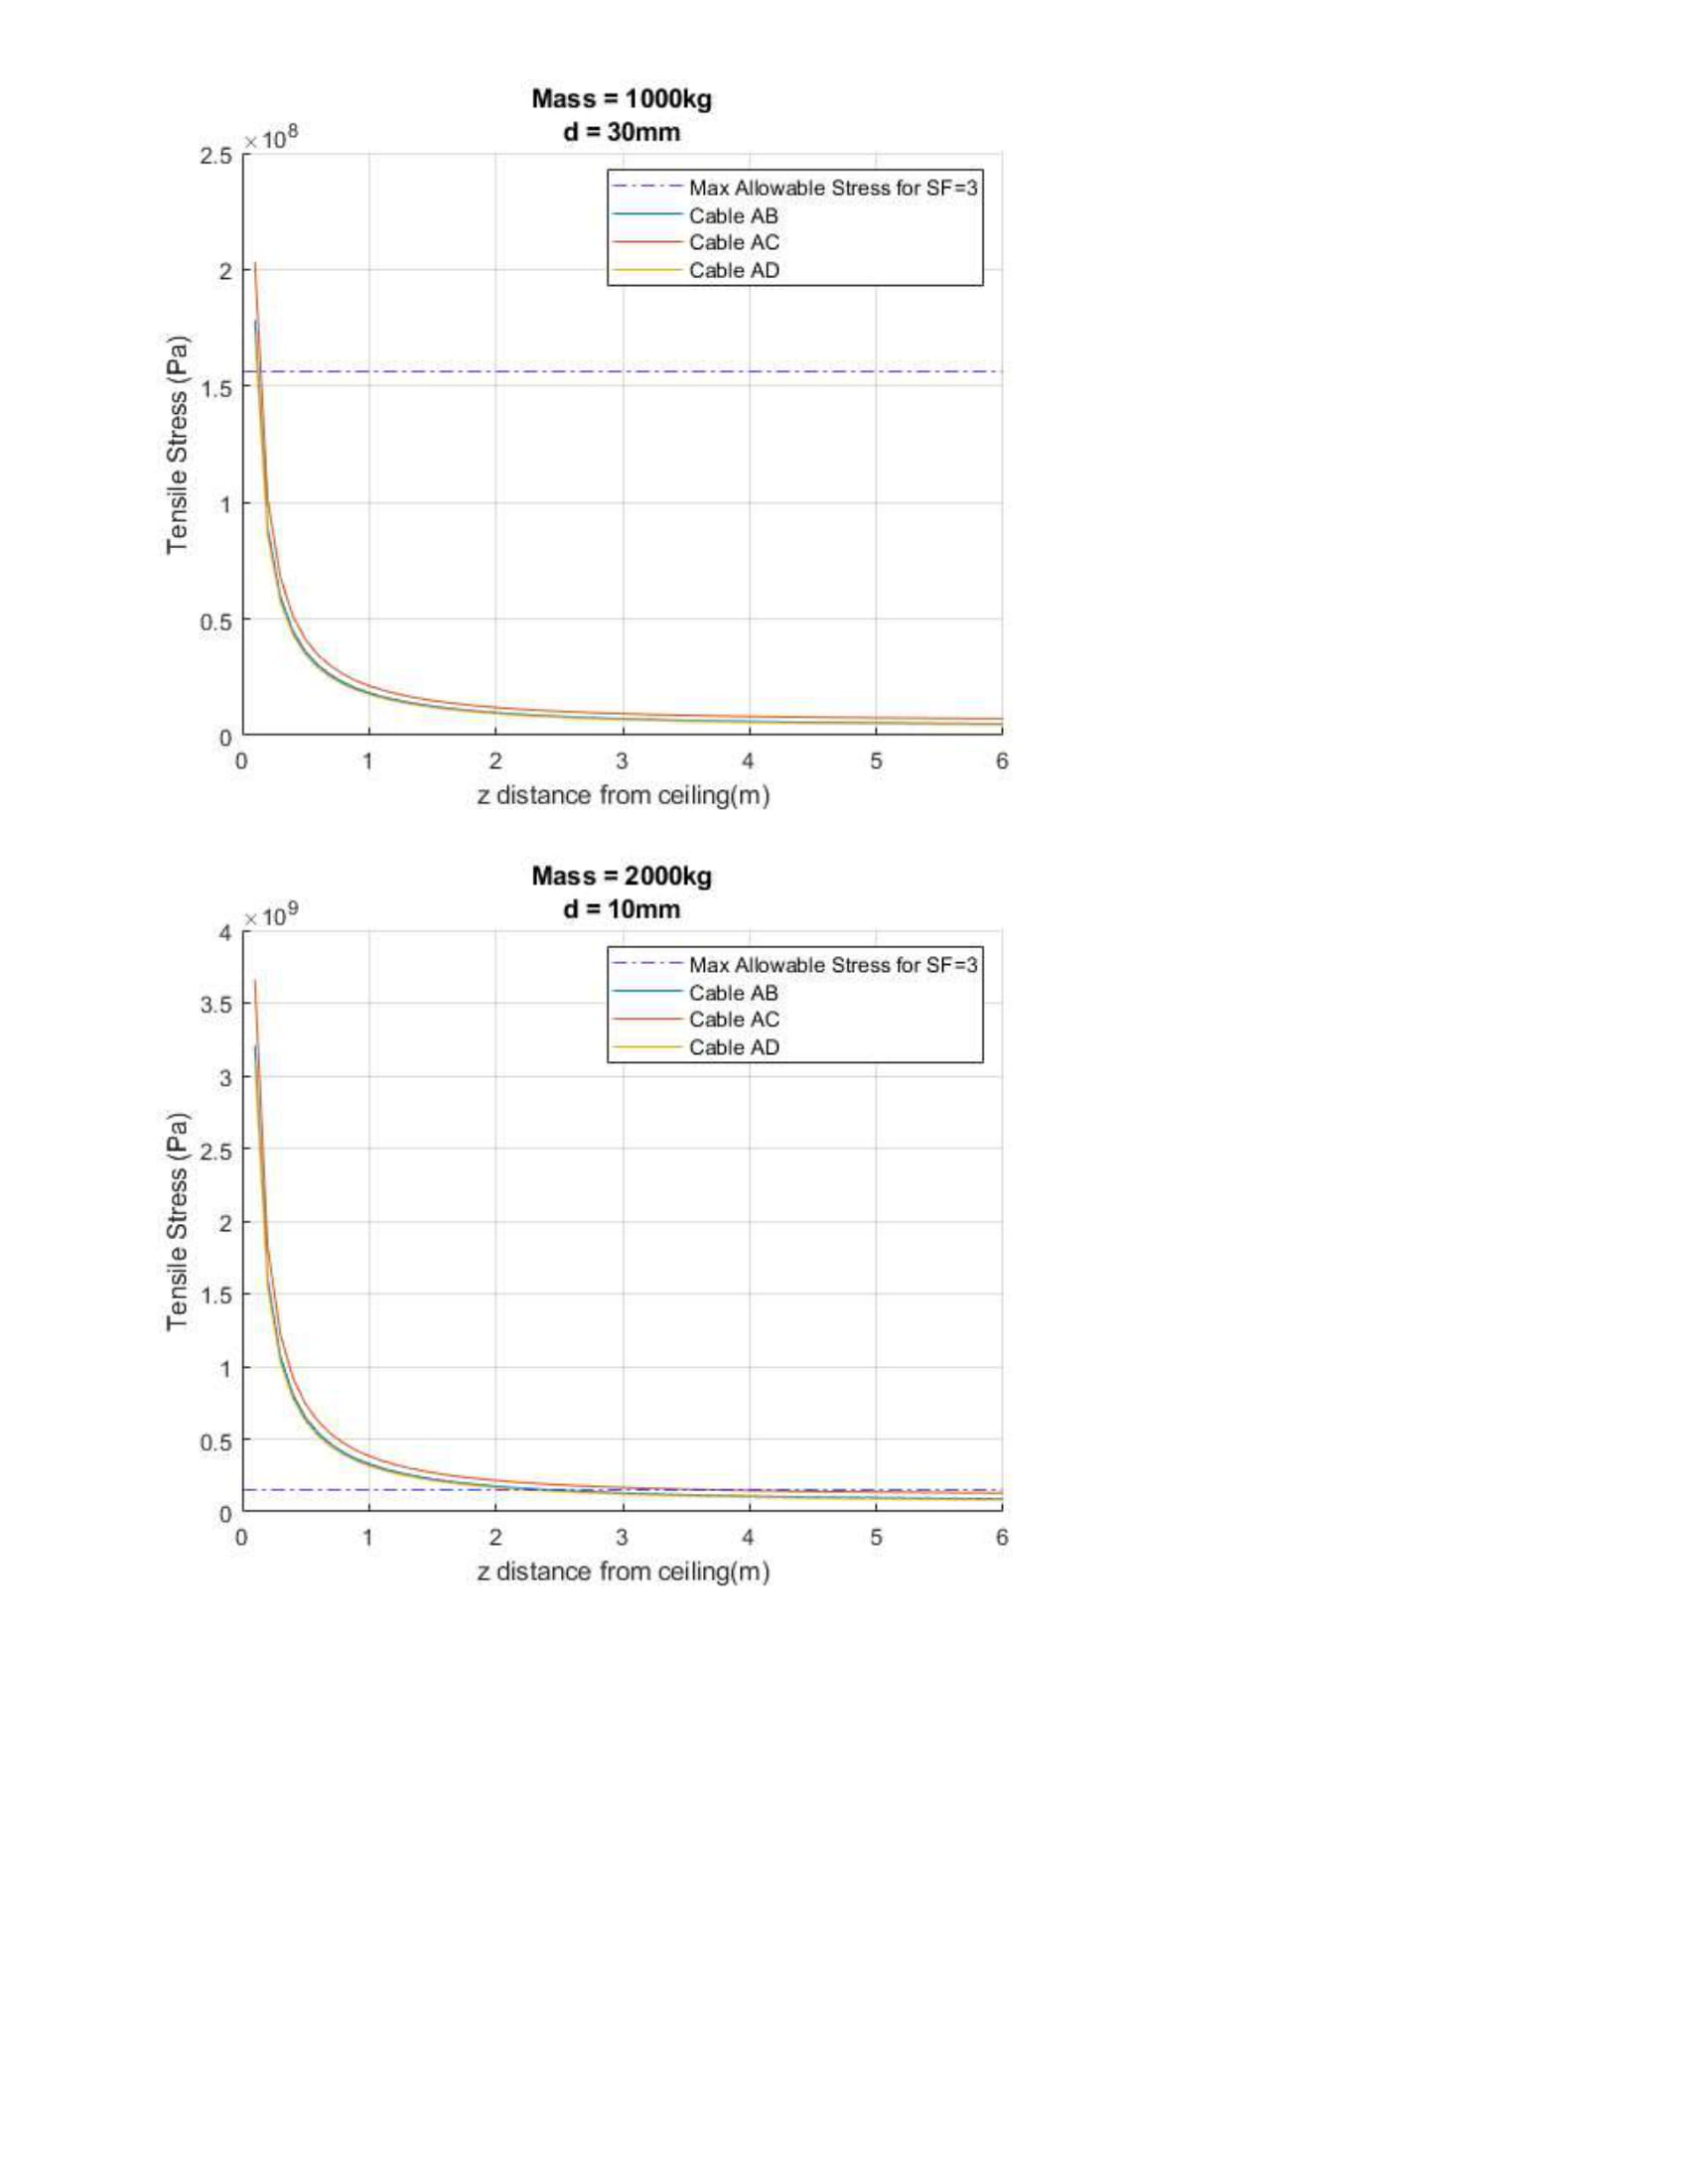 Mass = 1000kg
d = 30mm
×10^8
2.5
2
1.5
1
0.5
0
Tensile Stress (Pa)
Max Allowable Stress for SF=3
Cable AB
Cable AC
Cable AD
0 1 2 3 4 5 6
z distance from ceiling(m)
Mass = 2000kg
d = 10mm
×10^9
4
3.5
3
2.5
2
1.5
1
0.5
0
Tensile Stress (Pa)
Max Allowable Stress for SF=3
Cable AB
Cable AC
Cable AD
0 1 2 3 4 5 6
z distance from ceiling(m)